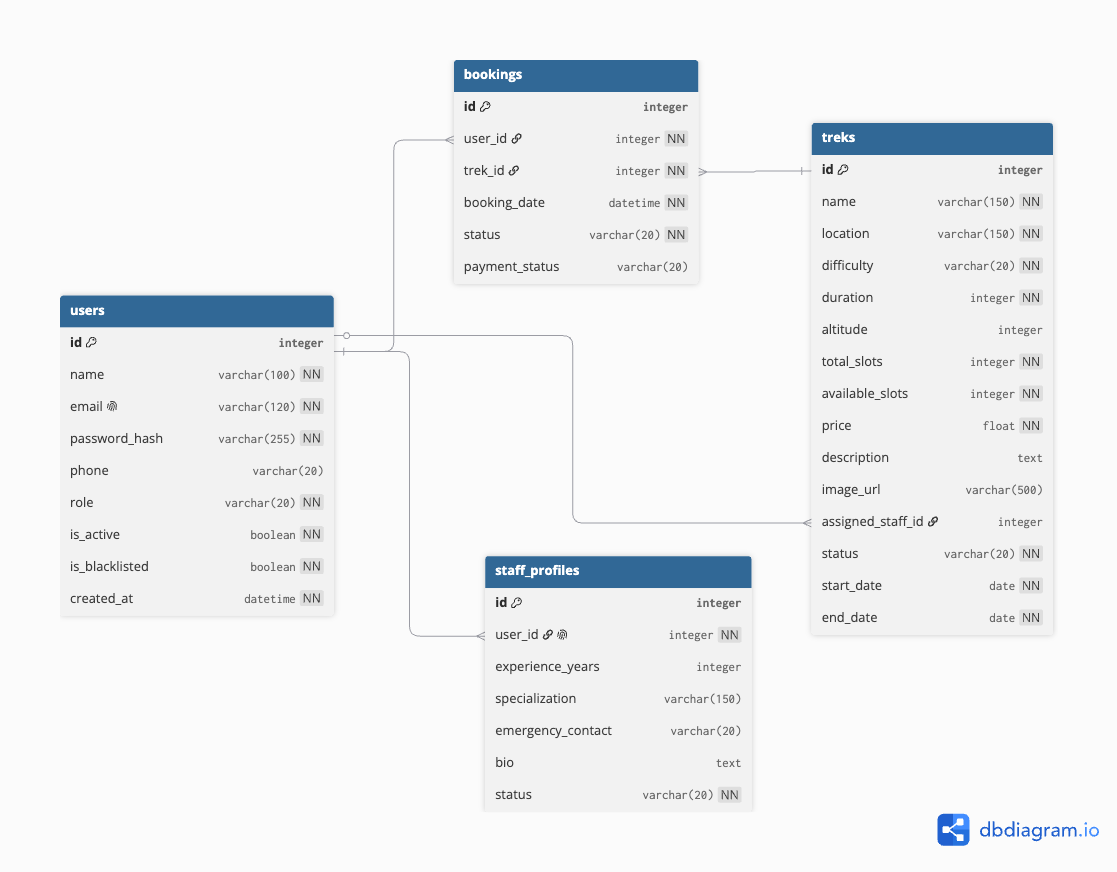 bookings
id integer
user_id integer NN
trek_id integer NN
booking_date datetime NN
status varchar(20) NN
payment_status varchar(20)
treks
id integer
name varchar(150) NN
location varchar(150) NN
difficulty varchar(20) NN
duration integer NN
altitude integer
total_slots integer NN
available_slots integer NN
price float NN
description text
image_url varchar(500)
assigned_staff_id integer
status varchar(20) NN
start_date date NN
end_date date NN
users
id integer
name varchar(100) NN
email varchar(120) NN
password_hash varchar(255) NN
phone varchar(20)
role varchar(20) NN
is_active boolean NN
is_blacklisted boolean NN
created_at datetime NN
staff_profiles
id integer
user_id integer NN
experience_years integer
specialization varchar(150)
emergency_contact varchar(20)
bio text
status varchar(20) NN
dbdiagram.io